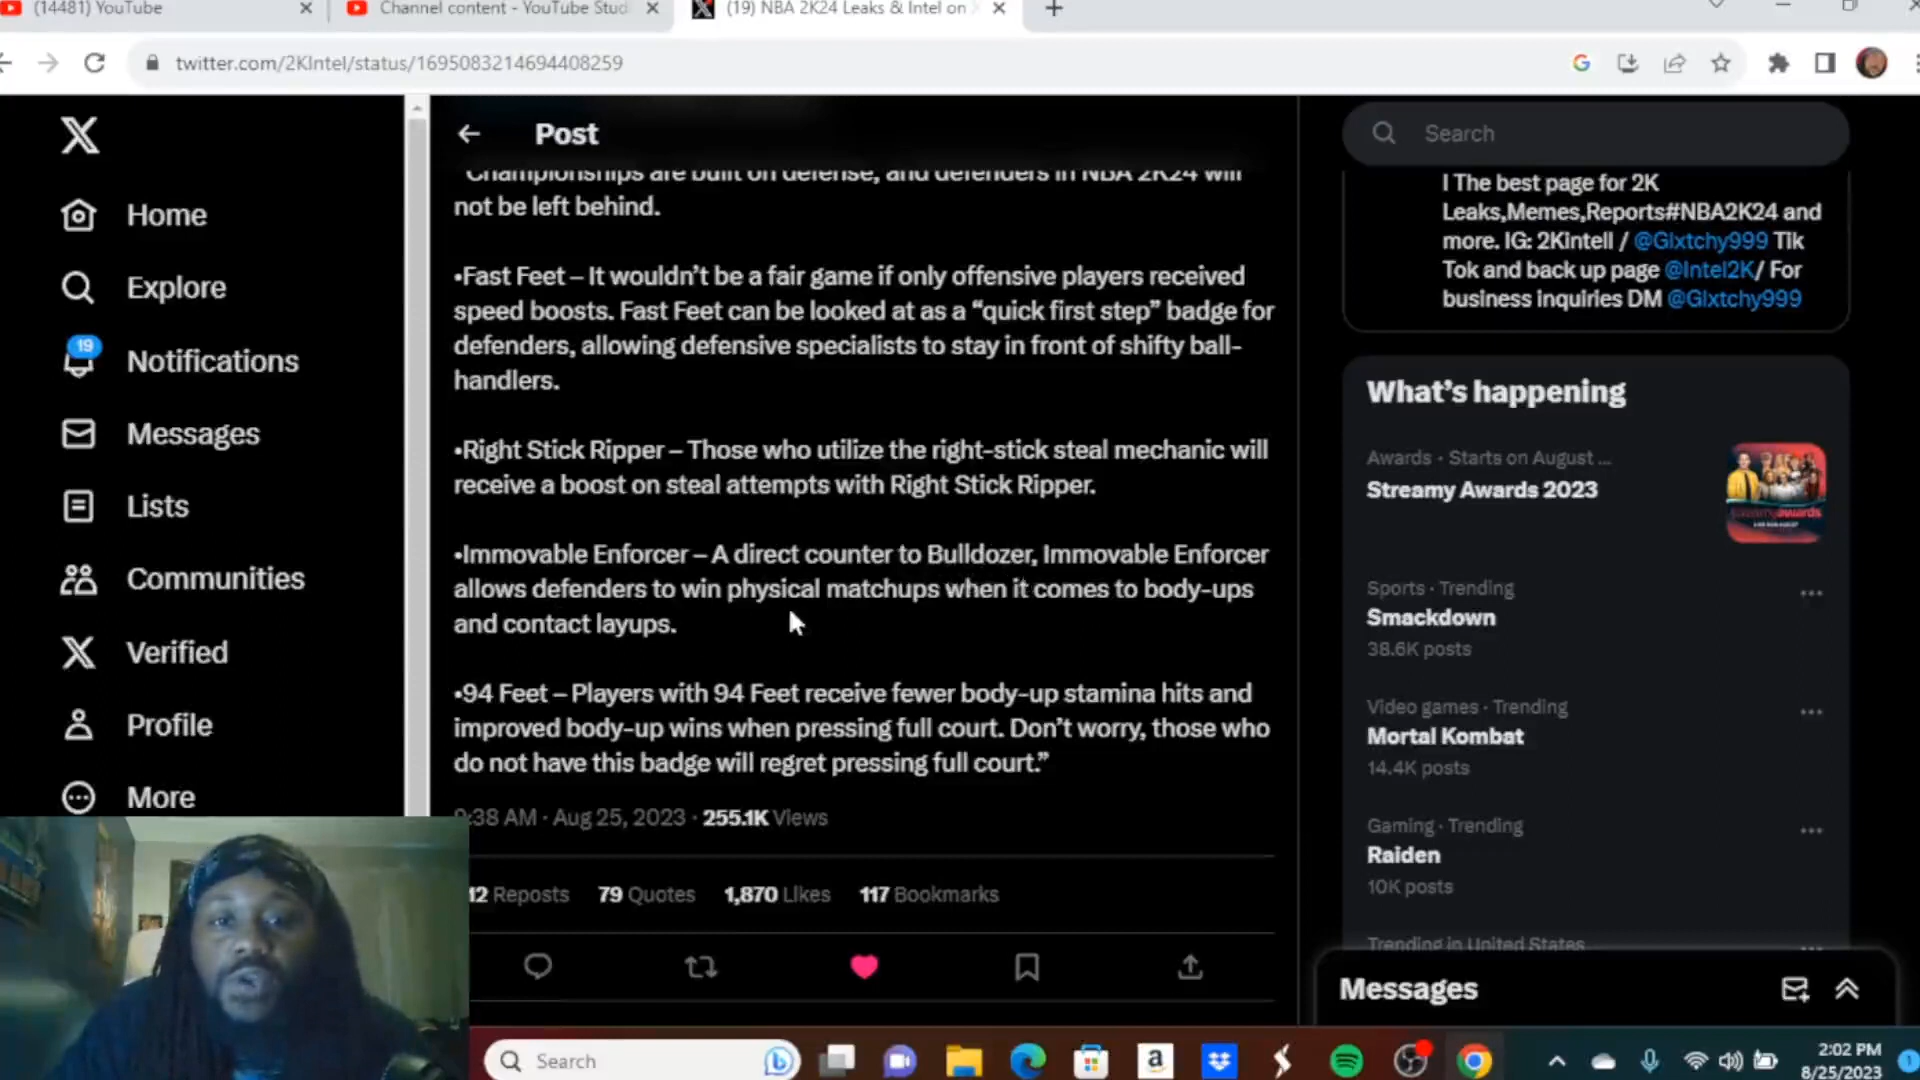 (14481) YouTube
Channel content - YouTube Stud
(19) NBA 2K24 Leaks & Intel on
twitter.com/2KIntel/status/1695083214694408259
Home
Explore
19
Notifications
Messages
Lists
Communities
Verified
Profile
More
Post
"Championships are built on defense, and defenders in NBA 2K24 will
not be left behind.
•Fast Feet – It wouldn't be a fair game if only offensive players received
speed boosts. Fast Feet can be looked at as a "quick first step" badge for
defenders, allowing defensive specialists to stay in front of shifty ball-
handlers.
•Right Stick Ripper – Those who utilize the right-stick steal mechanic will
receive a boost on steal attempts with Right Stick Ripper.
•Immovable Enforcer – A direct counter to Bulldozer, Immovable Enforcer
allows defenders to win physical matchups when it comes to body-ups
and contact layups.
•94 Feet – Players with 94 Feet receive fewer body-up stamina hits and
improved body-up wins when pressing full court. Don't worry, those who
do not have this badge will regret pressing full court."
:38 AM · Aug 25, 2023 · 255.1K Views
12 Reposts 79 Quotes 1,870 Likes 117 Bookmarks
Search
I The best page for 2K
Leaks,Memes,Reports#NBA2K24 and
more. IG: 2Kintell / @Glxtchy999 Tik
Tok and back up page @Intel2K/ For
business inquiries DM @Glxtchy999
What's happening
Awards · Starts on August ...
Streamy Awards 2023
Sports · Trending
Smackdown
38.6K posts
Video games · Trending
Mortal Kombat
14.4K posts
Gaming · Trending
Raiden
10K posts
Trending in United States
Messages
Search
2:02 PM
8/25/2023
1